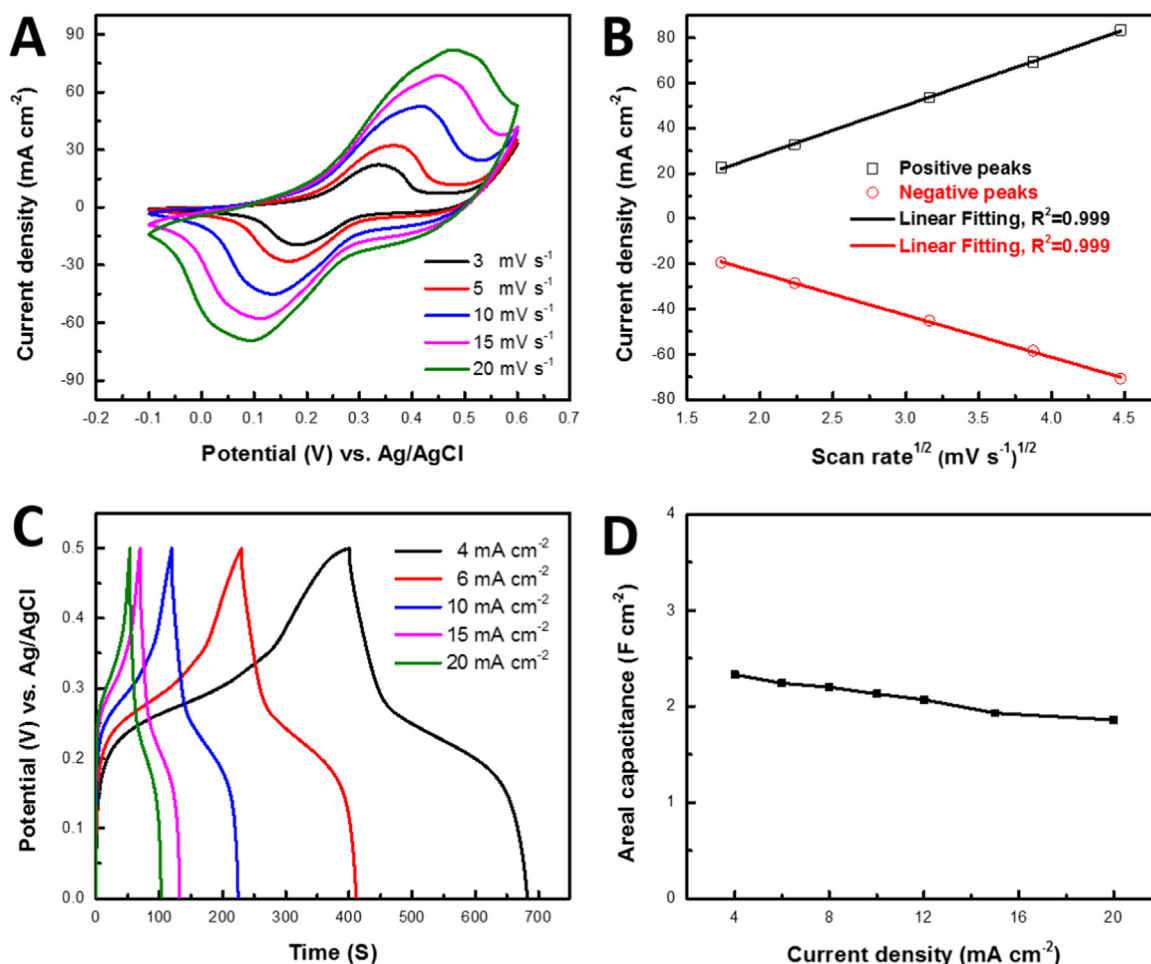 A
Current density (mA cm-2)
90
60
30
0
-30
-60
-90
3 mV s-1
5 mV s-1
10 mV s-1
15 mV s-1
20 mV s-1
-0.2 -0.1 0.0 0.1 0.2 0.3 0.4 0.5 0.6 0.7
Potential (V) vs. Ag/AgCl
B
Current density (mA cm-2)
80
60
40
20
0
-20
-40
-60
-80
Positive peaks
Negative peaks
Linear Fitting, R2=0.999
Linear Fitting, R2=0.999
1.5 2.0 2.5 3.0 3.5 4.0 4.5
Scan rate1/2 (mV s-1)1/2
C
Potential (V) vs. Ag/AgCl
0.5
0.4
0.3
0.2
0.1
0.0
4 mA cm-2
6 mA cm-2
10 mA cm-2
15 mA cm-2
20 mA cm-2
0 100 200 300 400 500 600 700
Time (S)
D
Areal capacitance (F cm-2)
4
3
2
1
0
4 8 12 16 20
Current density (mA cm-2)